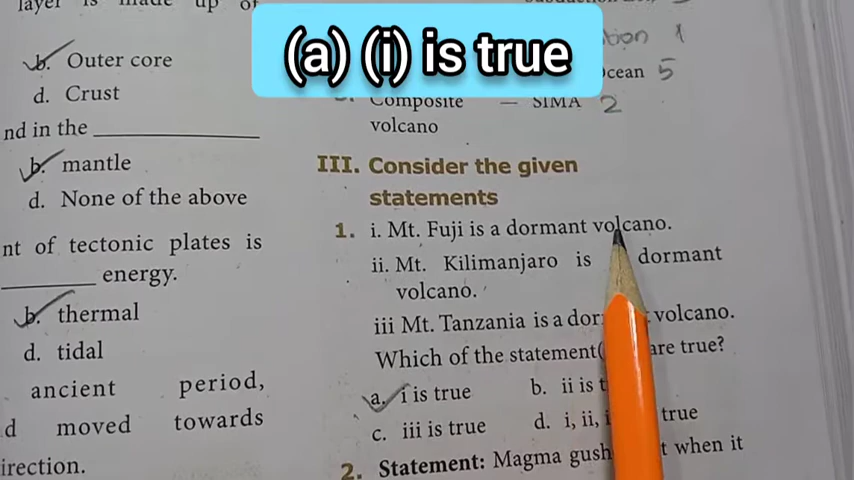 (a) (i) is true
layer is made up of
b. Outer core
d. Crust
nd in the ____________
b. mantle
d. None of the above
nt of tectonic plates is
________ energy.
b. thermal
d. tidal
ancient period,
d moved towards
irection.
Ocean 5
Composite — SIMA 2
volcano
III. Consider the given
statements
1. i. Mt. Fuji is a dormant volcano.
ii. Mt. Kilimanjaro is dormant
volcano.
iii Mt. Tanzania is a volcano.
Which of the are true?
a. i is true b. ii is
c. iii is true d. i, ii, true
2. Statement: Magma when it